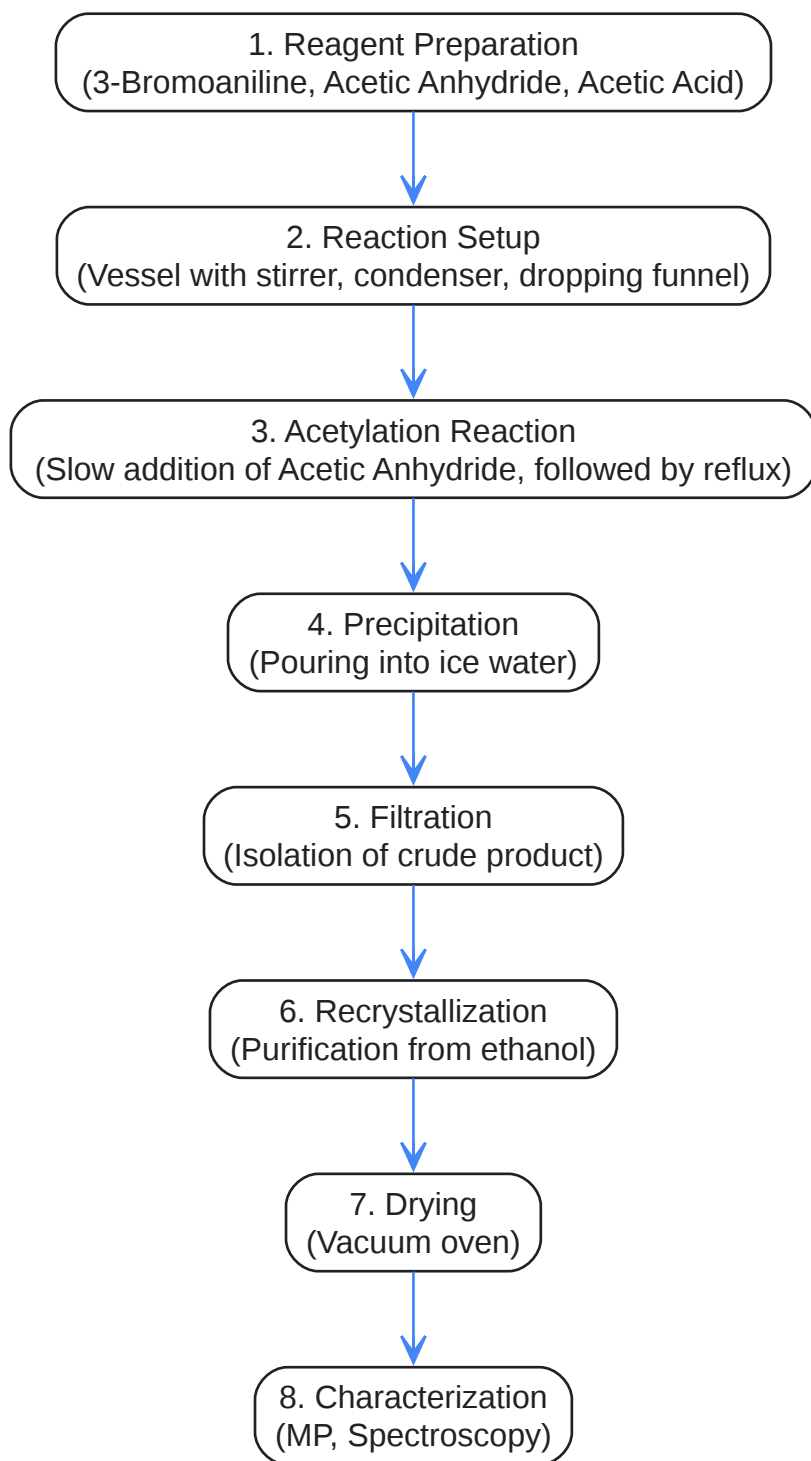 1. Reagent Preparation
(3-Bromoaniline, Acetic Anhydride, Acetic Acid)
2. Reaction Setup
(Vessel with stirrer, condenser, dropping funnel)
3. Acetylation Reaction
(Slow addition of Acetic Anhydride, followed by reflux)
4. Precipitation
(Pouring into ice water)
5. Filtration
(Isolation of crude product)
6. Recrystallization
(Purification from ethanol)
7. Drying
(Vacuum oven)
8. Characterization
(MP, Spectroscopy)